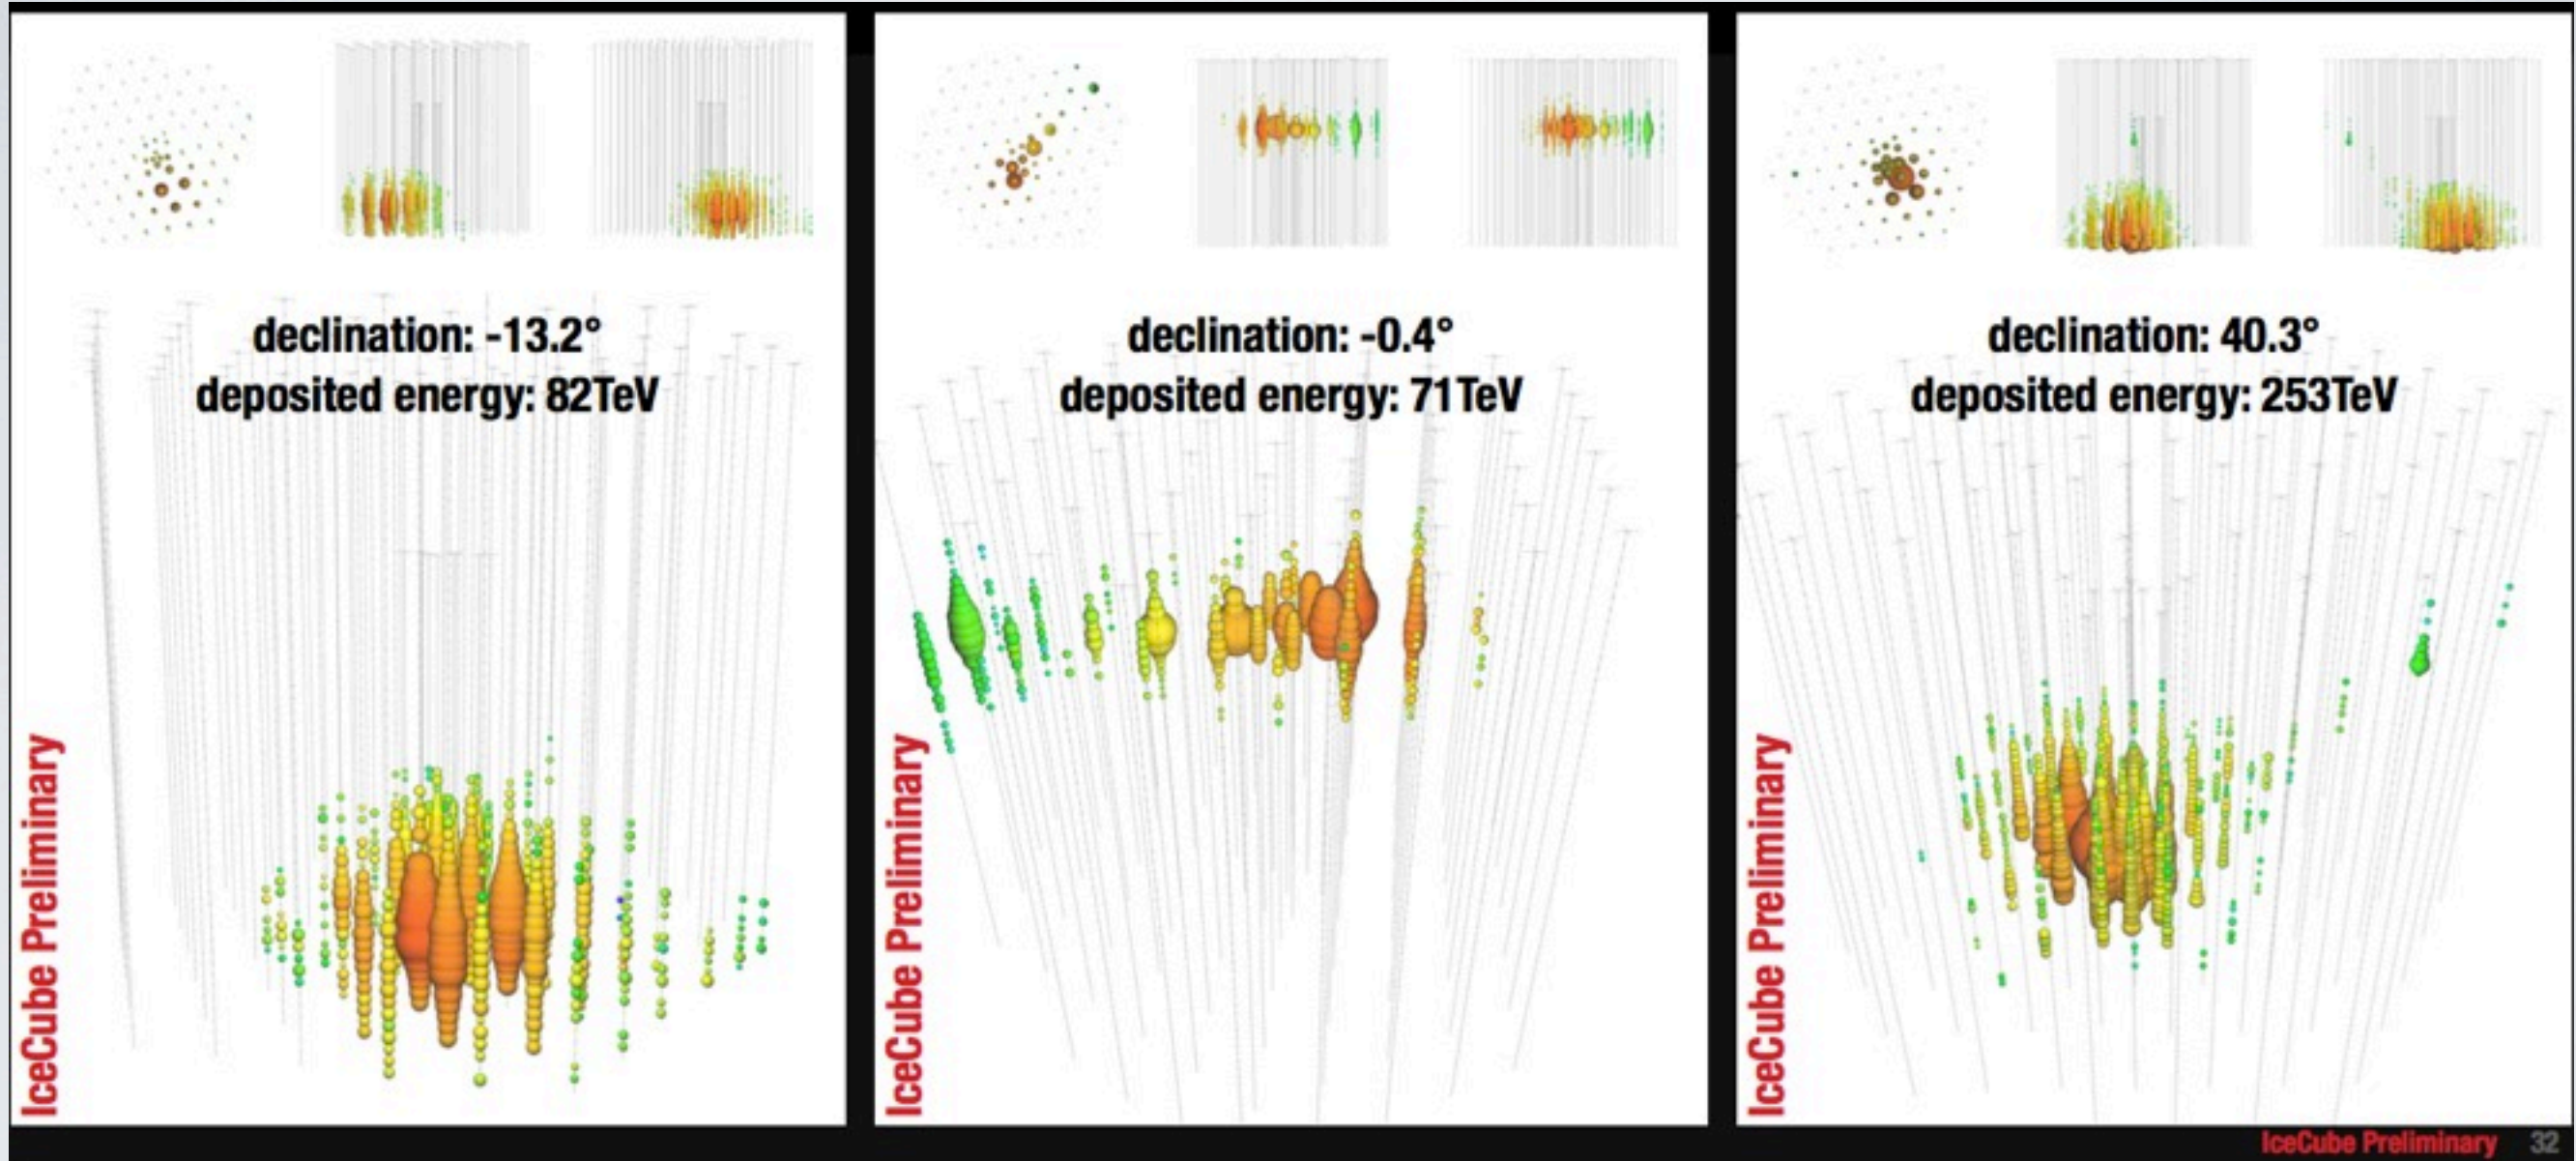 declination: -13.2°
deposited energy: 82TeV
IceCube Preliminary
declination: -0.4°
deposited energy: 71TeV
IceCube Preliminary
declination: 40.3°
deposited energy: 253TeV
IceCube Preliminary
IceCube Preliminary 32